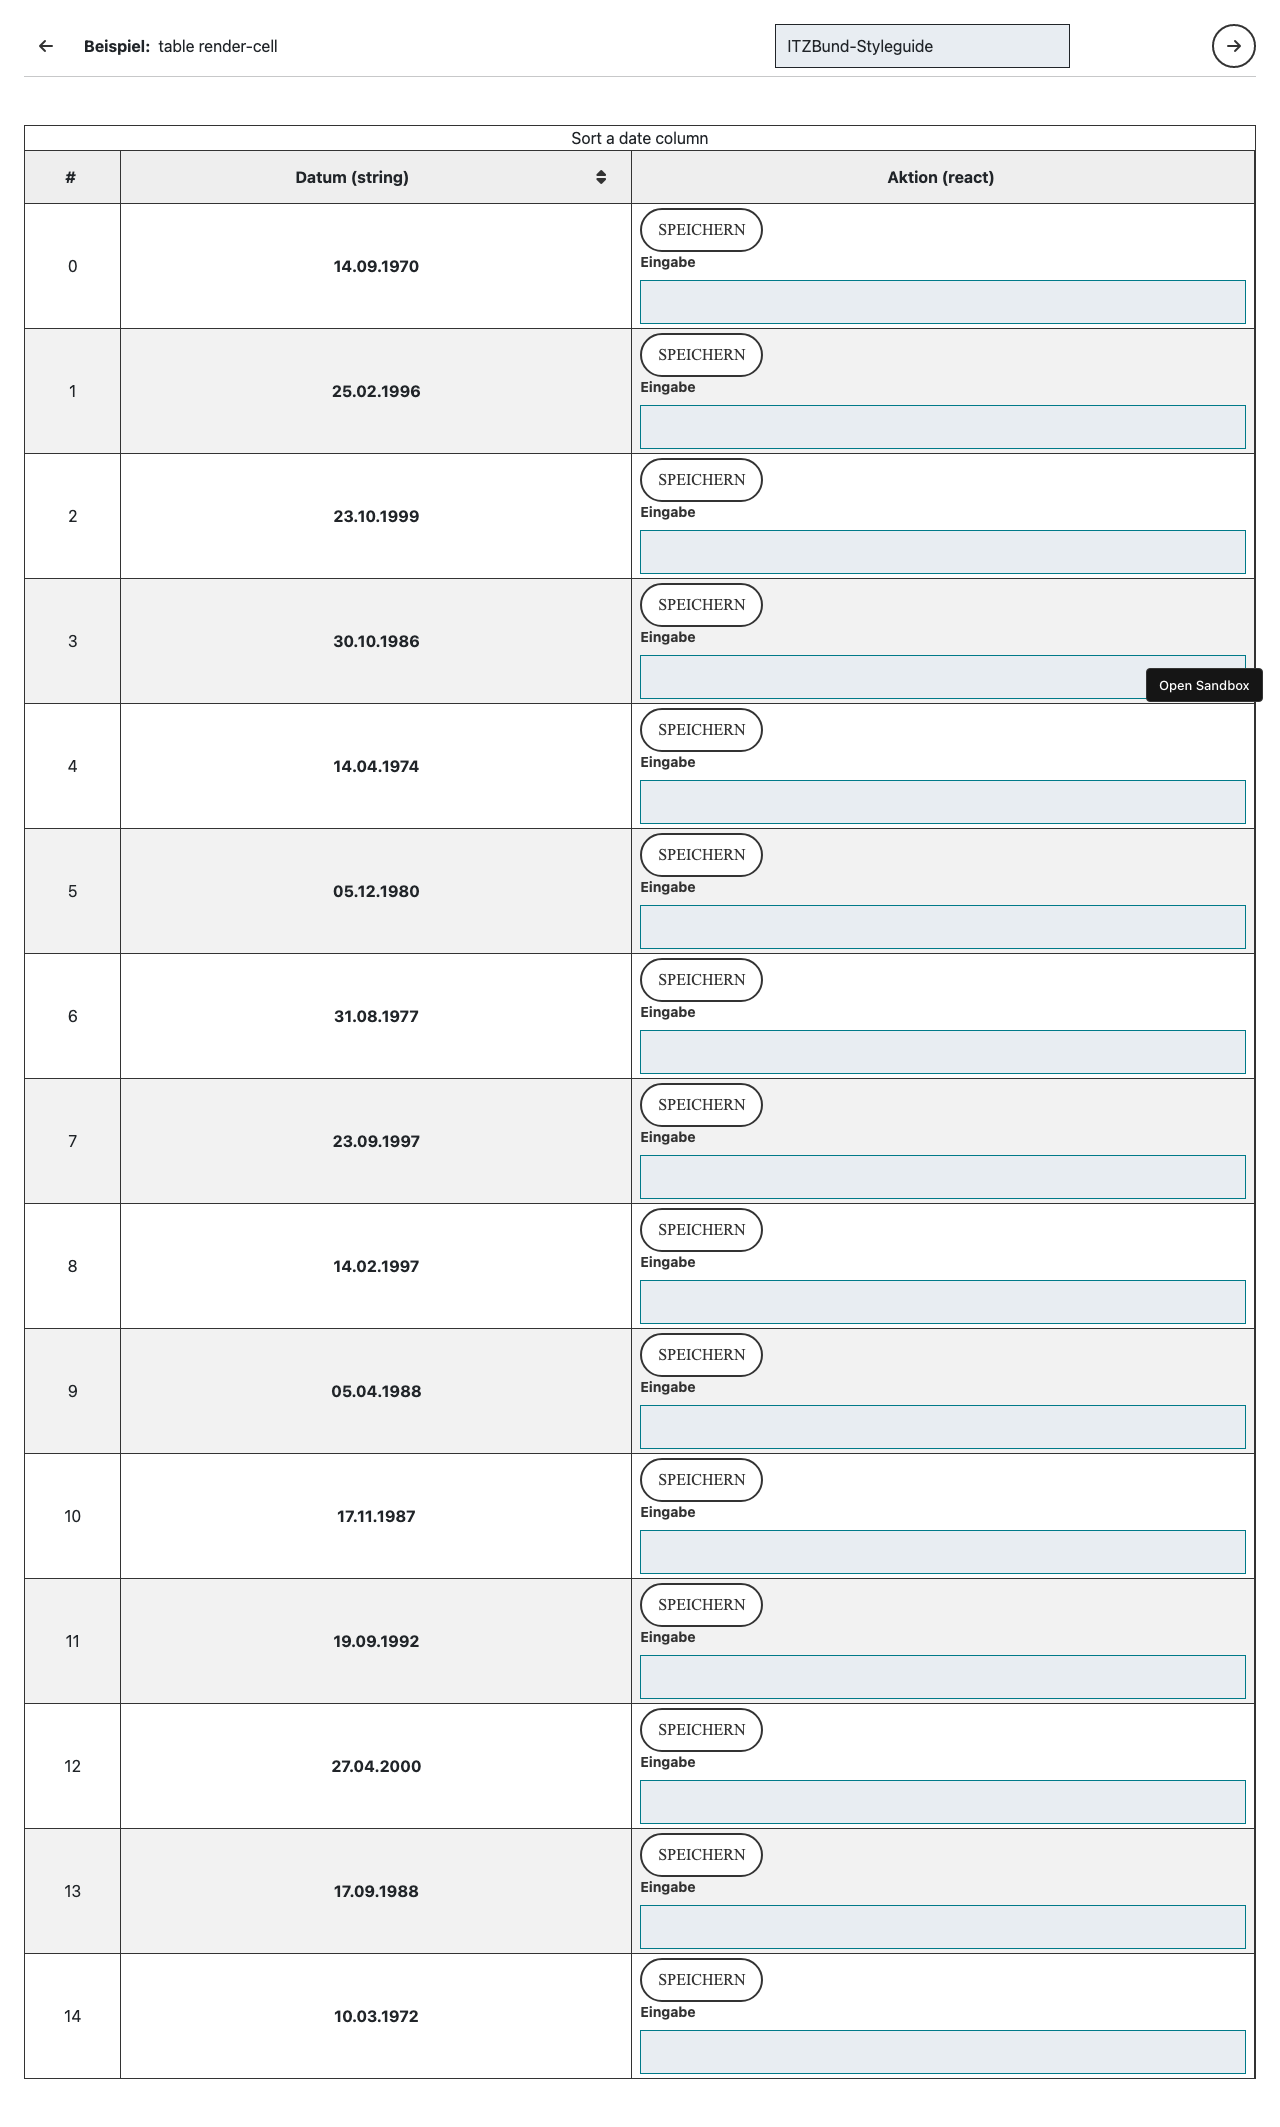 Beispiel: table render-cell ITZBund-Styleguide
Sort a date column
# Datum (string) Aktion (react)
SPEICHERN
0 14.09.1970 Eingabe
SPEICHERN
1 25.02.1996 Eingabe
SPEICHERN
2 23.10.1999 Eingabe
SPEICHERN
3 30.10.1986 Eingabe
Open Sandbox
SPEICHERN
4 14.04.1974 Eingabe
SPEICHERN
5 05.12.1980 Eingabe
SPEICHERN
6 31.08.1977 Eingabe
SPEICHERN
7 23.09.1997 Eingabe
SPEICHERN
8 14.02.1997 Eingabe
SPEICHERN
9 05.04.1988 Eingabe
SPEICHERN
10 17.11.1987 Eingabe
SPEICHERN
11 19.09.1992 Eingabe
SPEICHERN
12 27.04.2000 Eingabe
SPEICHERN
13 17.09.1988 Eingabe
SPEICHERN
14 10.03.1972 Eingabe